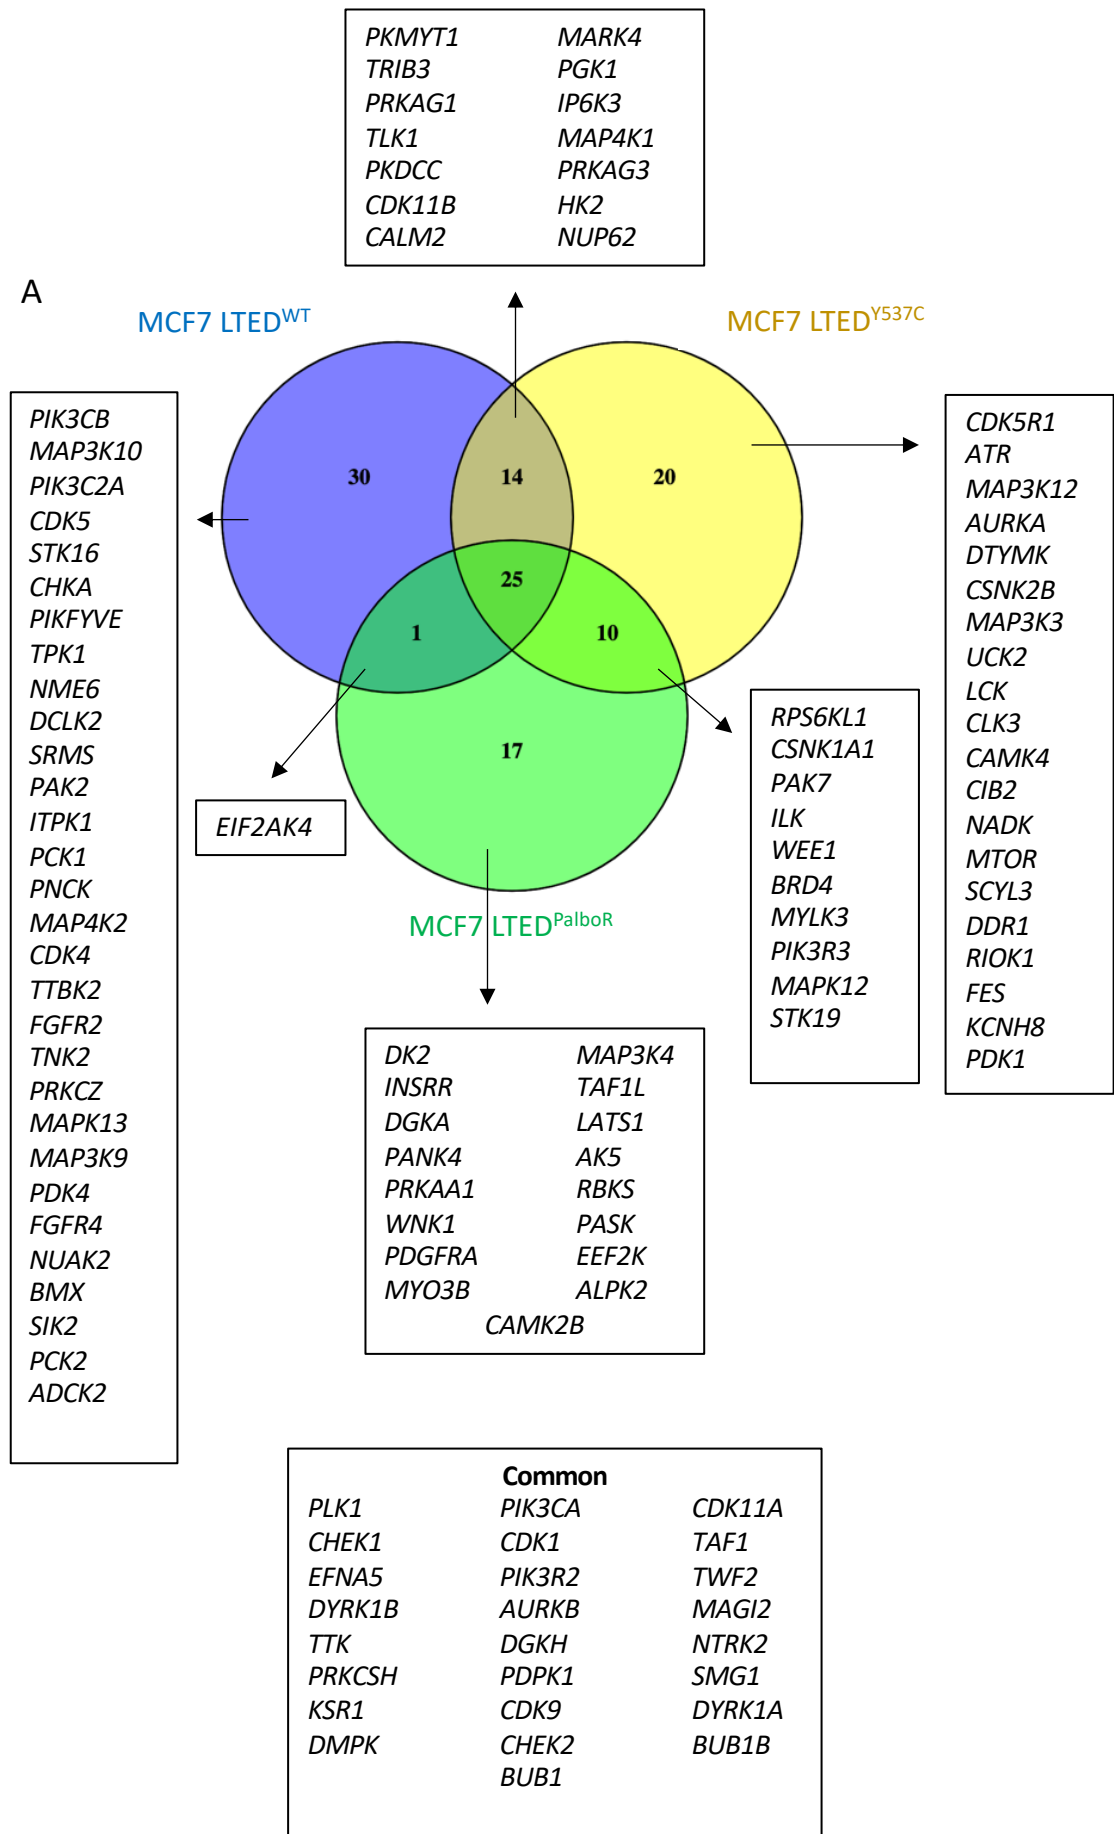 PKMYT1 MARK4
TRIB3 PGK1
PRKAG1 IP6K3
TLK1 MAP4K1
PKDCC PRKAG3
CDK11B HK2
CALM2 NUP62
A
MCF7 LTED^WT
MCF7 LTED^Y537C
30
14
20
25
1
10
17
MCF7 LTED^PalboR
PIK3CB
MAP3K10
PIK3C2A
CDK5
STK16
CHKA
PIKFYVE
TPK1
NME6
DCLK2
SRMS
PAK2
ITPK1
PCK1
PNCK
MAP4K2
CDK4
TTBK2
FGFR2
TNK2
PRKCZ
MAPK13
MAP3K9
PDK4
FGFR4
NUAK2
BMX
SIK2
PCK2
ADCK2
EIF2AK4
RPS6KL1
CSNK1A1
PAK7
ILK
WEE1
BRD4
MYLK3
PIK3R3
MAPK12
STK19
CDK5R1
ATR
MAP3K12
AURKA
DTYMK
CSNK2B
MAP3K3
UCK2
LCK
CLK3
CAMK4
CIB2
NADK
MTOR
SCYL3
DDR1
RIOK1
FES
KCNH8
PDK1
DK2 MAP3K4
INSRR TAF1L
DGKA LATS1
PANK4 AK5
PRKAA1 RBKS
WNK1 PASK
PDGFRA EEF2K
MYO3B ALPK2
CAMK2B
Common
PLK1 PIK3CA CDK11A
CHEK1 CDK1 TAF1
EFNA5 PIK3R2 TWF2
DYRK1B AURKB MAGI2
TTK DGKH NTRK2
PRKCSH PDPK1 SMG1
KSR1 CDK9 DYRK1A
DMPK CHEK2 BUB1B
BUB1